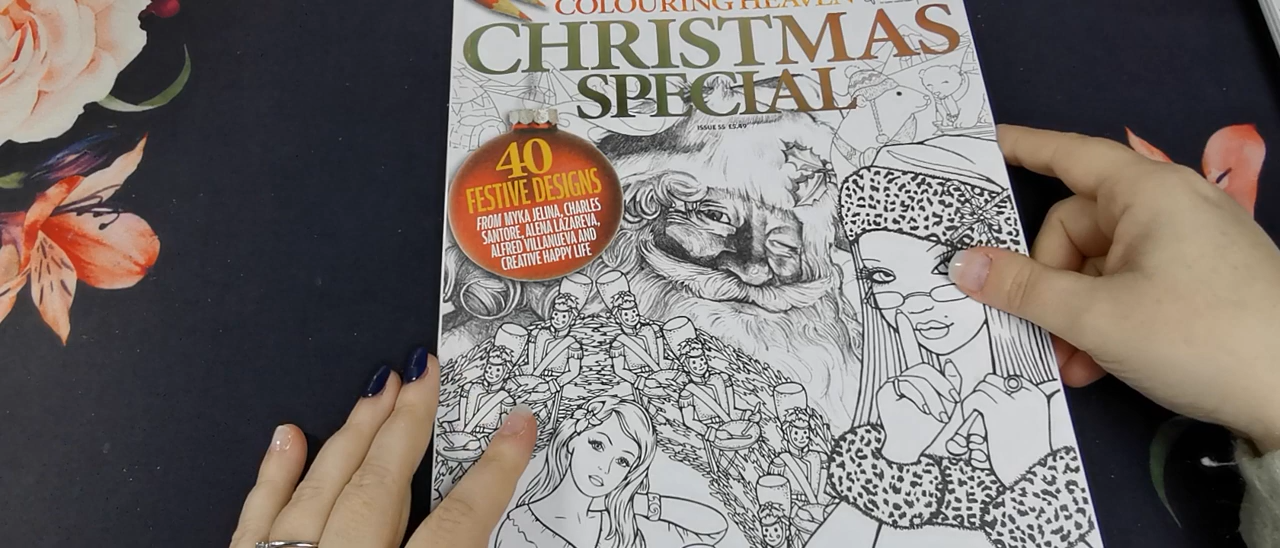 COLOURING HEAVEN
CHRISTMAS
SPECIAL
ISSUE 55 £5.49
40
FESTIVE DESIGNS
FROM MYKA JELINA, CHARLES
SANTORE, ALENA LAZAREVA,
ALFRED VILLANUEVA AND
CREATIVE HAPPY LIFE